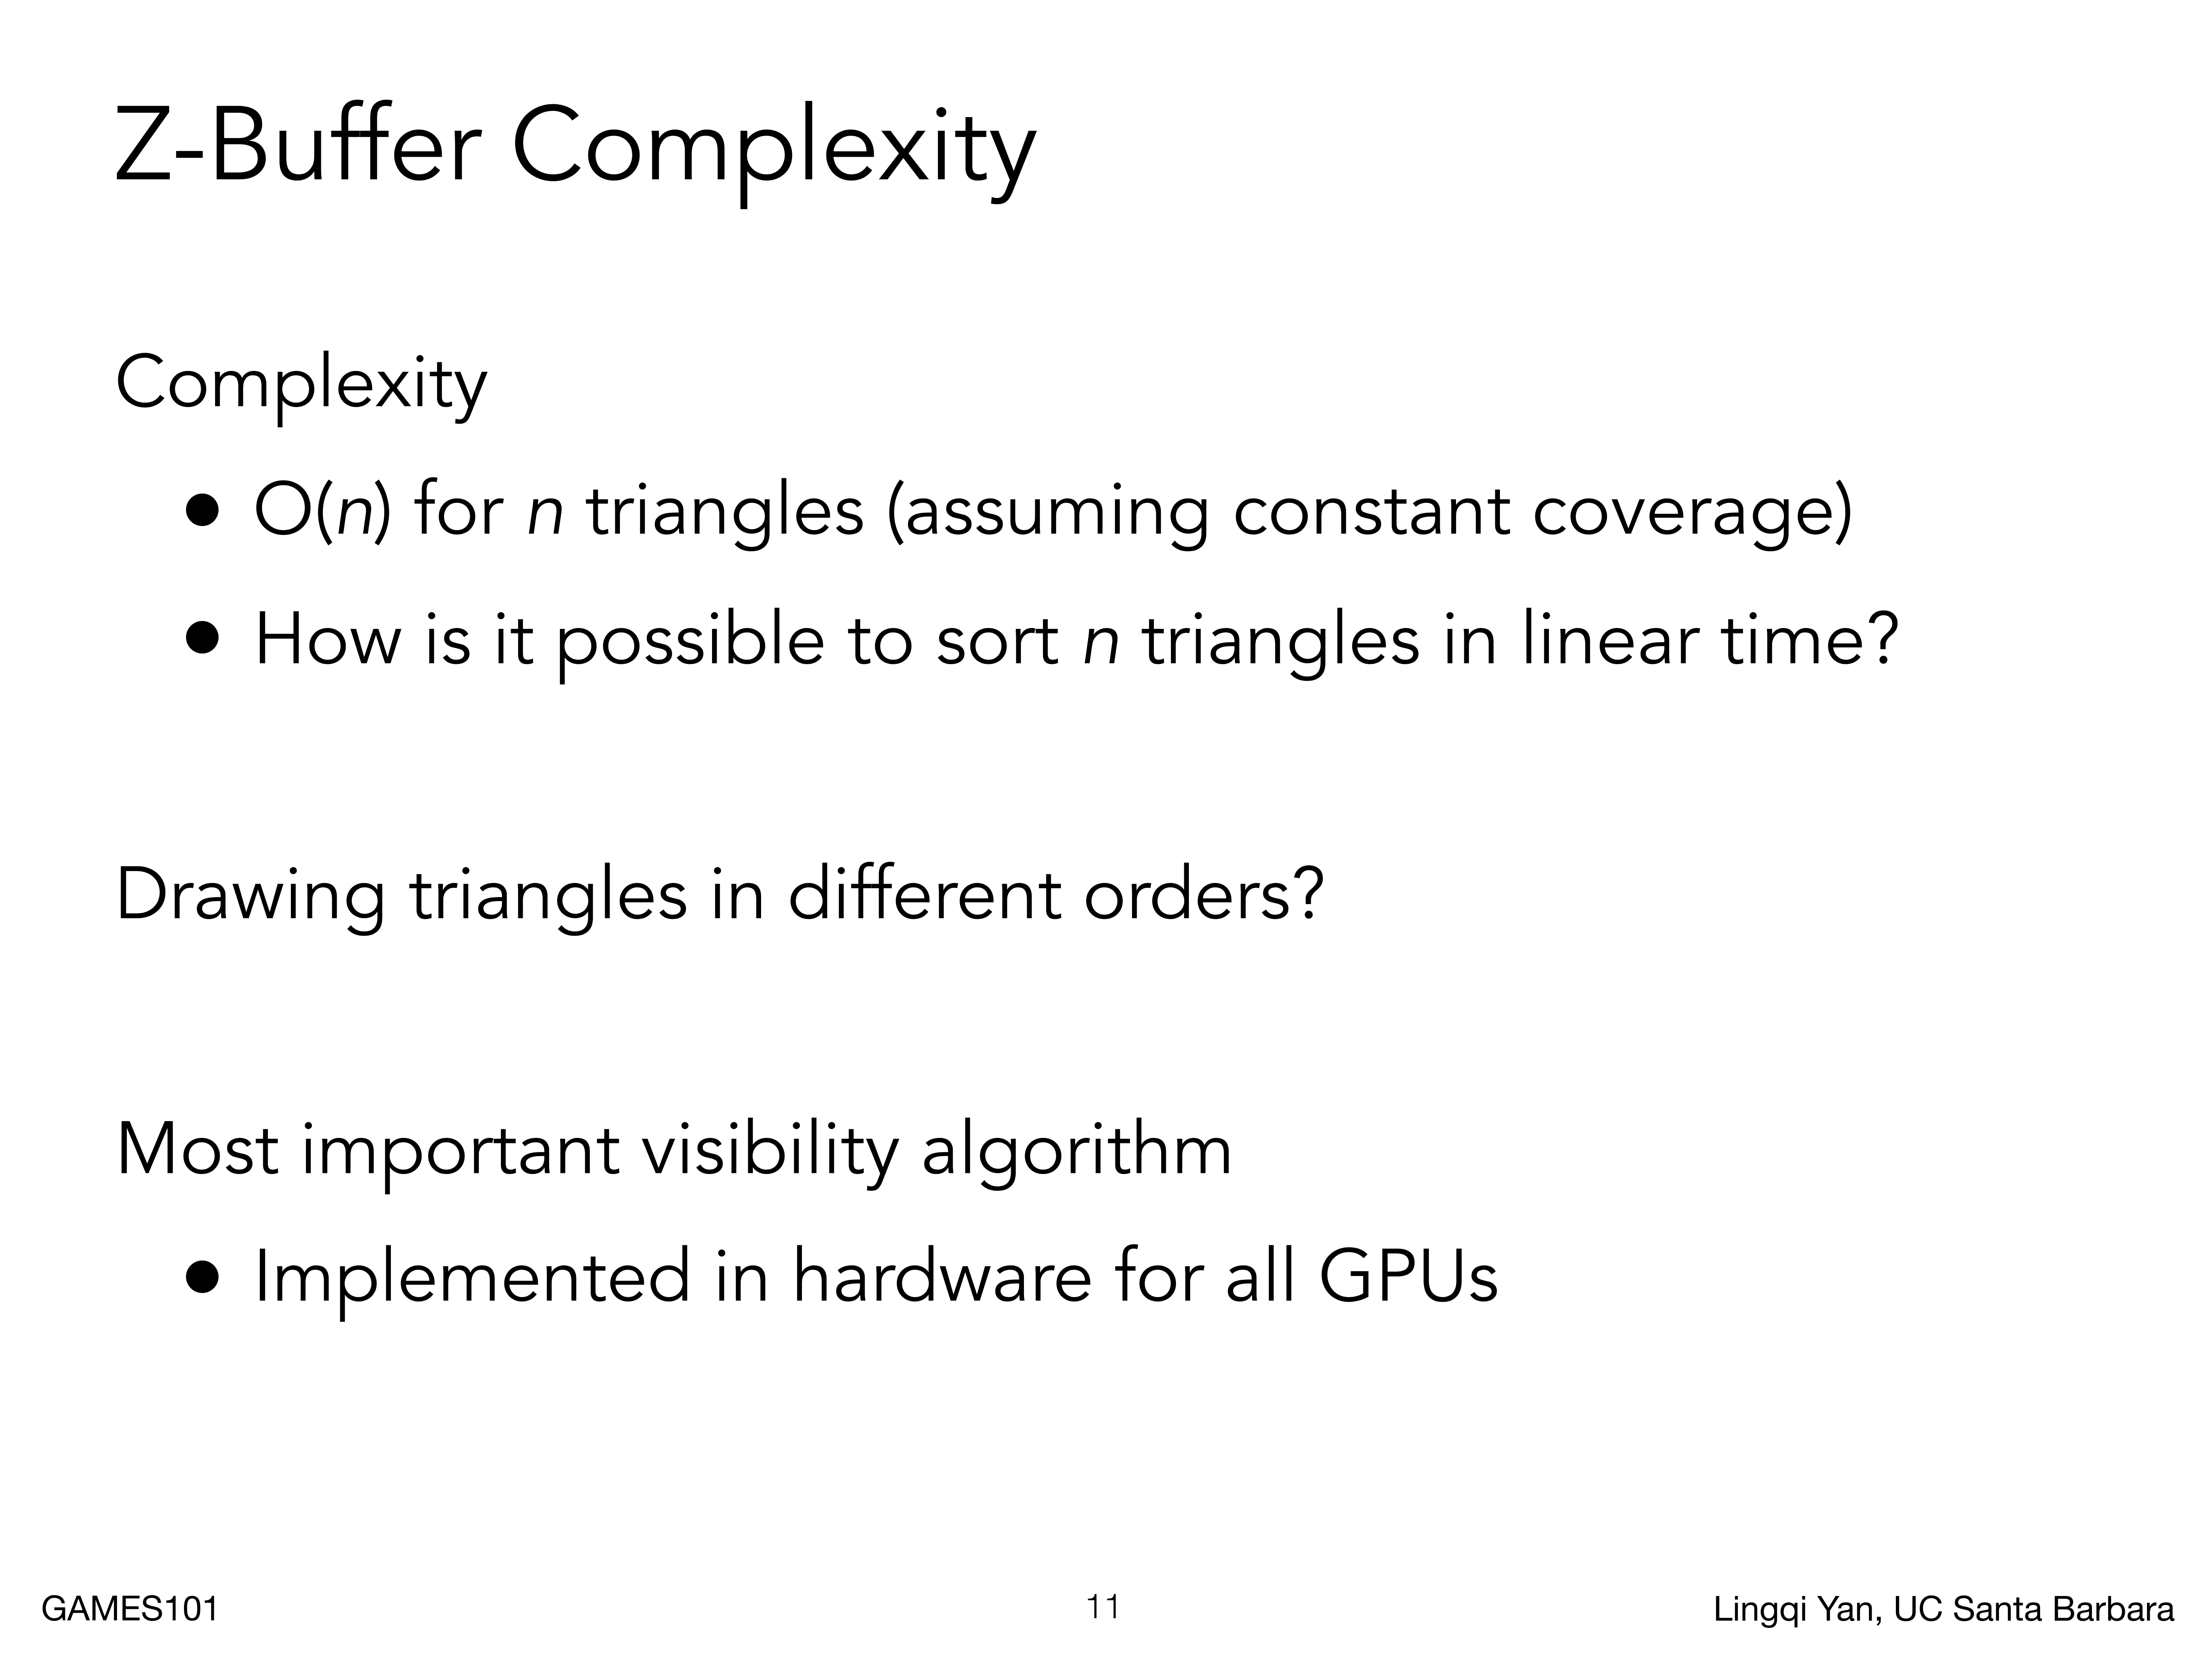 Z-Buffer Complexity
Complexity
• O(n) for n triangles (assuming constant coverage)
• How is it possible to sort n triangles in linear time?
Drawing triangles in different orders?
Most important visibility algorithm
• Implemented in hardware for all GPUs
GAMES101
11
Lingqi Yan, UC Santa Barbara